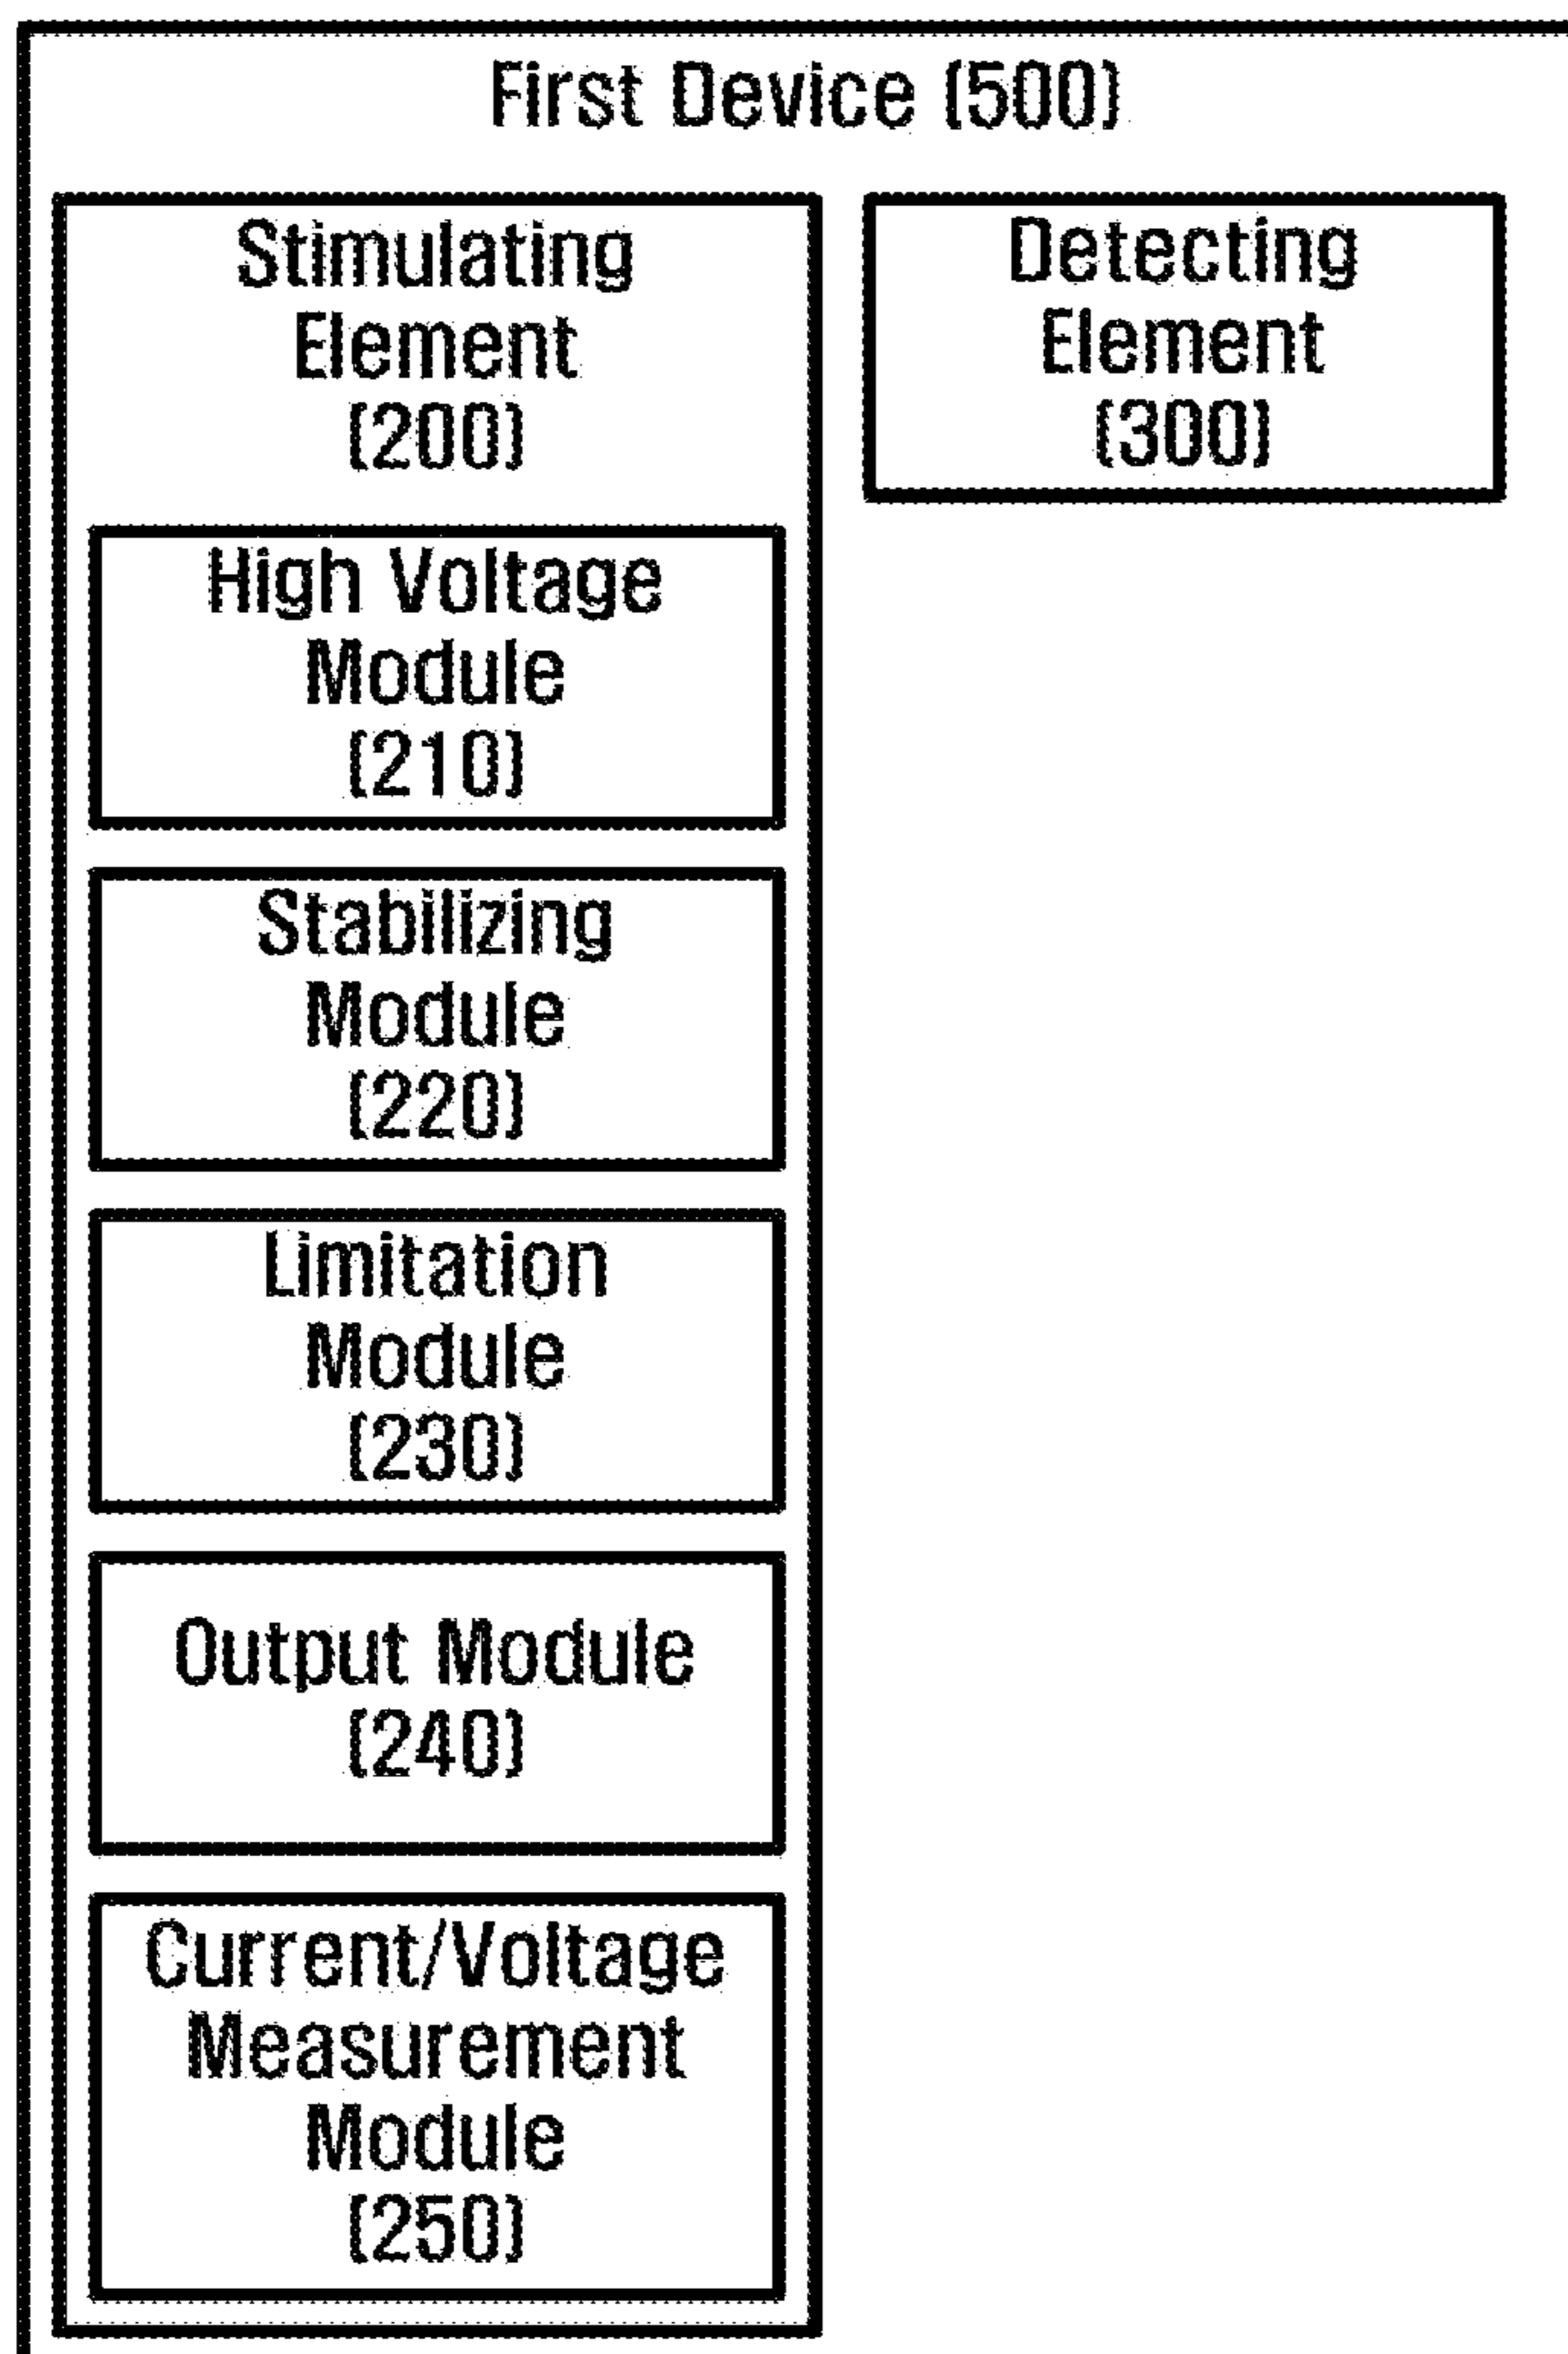 First Device (500)
Stimulating
Element
(200)
High Voltage
Module
(210)
Stabilizing
Module
(220)
Limitation
Module
(230)
Output Module
(240)
Current/Voltage
Measurement
Module
(250)
Detecting
Element
(300)